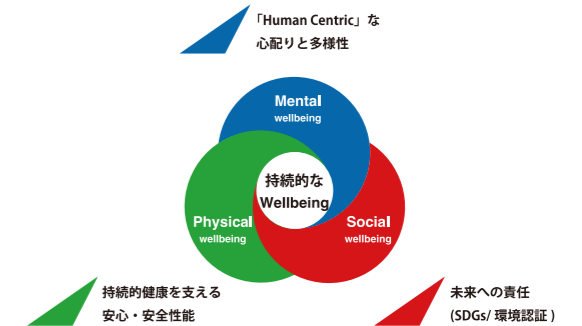 「Human Centric」な
心配りと多様性
Mental
wellbeing
持続的な
Wellbeing
Physical
wellbeing
Social
wellbeing
持続的健康を支える
安心・安全性能
未来への責任
(SDGs/ 環境認証 )